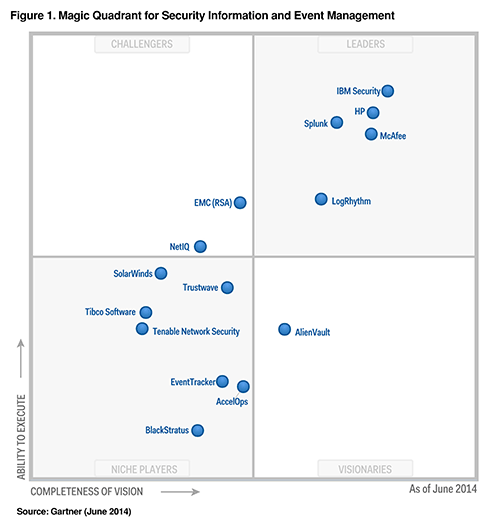 Figure 1. Magic Quadrant for Security Information and Event Management
CHALLENGERS
LEADERS
IBM Security
HP
Splunk
McAfee
EMC (RSA)
LogRhythm
NetIQ
SolarWinds
Trustwave
Tibco Software
Tenable Network Security
AlienVault
EventTracker
AccelOps
BlackStratus
NICHE PLAYERS
VISIONARIES
ABILITY TO EXECUTE
COMPLETENESS OF VISION
As of June 2014
Source: Gartner (June 2014)